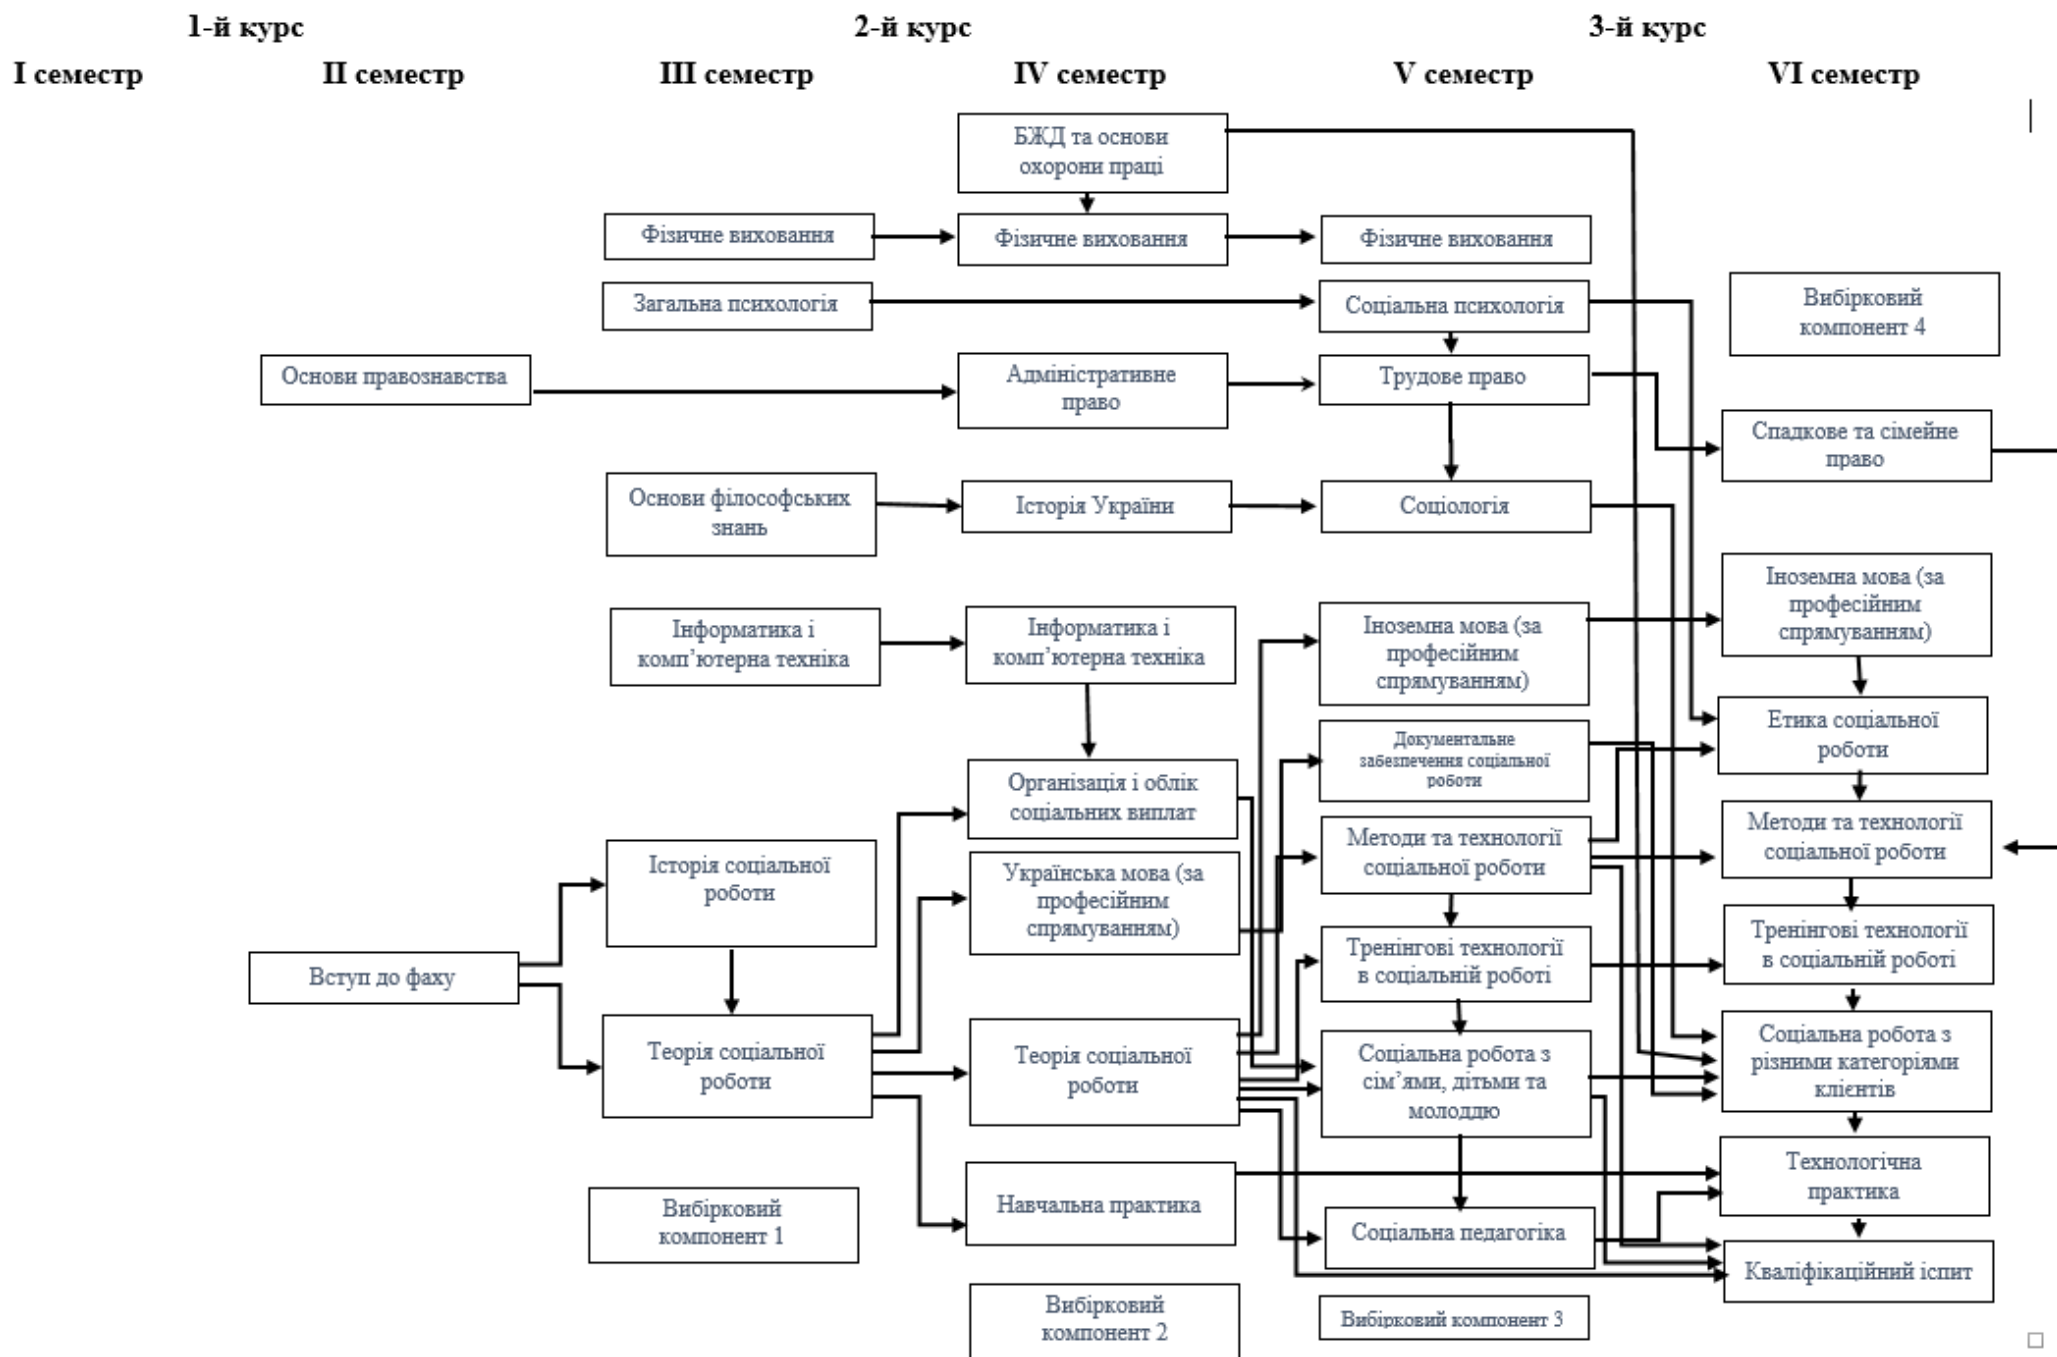 1-й курс
2-й курс
3-й курс
I семестр
II семестр
III семестр
IV семестр
V семестр
VI семестр
БЖД та основи
охорони праці
Фізичне виховання
Фізичне виховання
Фізичне виховання
Загальна психологія
Соціальна психологія
Вибірковий
компонент 4
Основи правознавства
Адміністративне
право
Трудове право
Спадкове та сімейне
право
Основи філософських
знань
Історія України
Соціологія
Інформатика і
комп’ютерна техніка
Інформатика і
комп’ютерна техніка
Іноземна мова (за
професійним
спрямуванням)
Іноземна мова (за
професійним
спрямуванням)
Документальне
забезпечення соціальної
роботи
Етика соціальної
роботи
Організація і облік
соціальних виплат
Методи та технології
соціальної роботи
Методи та технології
соціальної роботи
Історія соціальної
роботи
Українська мова (за
професійним
спрямуванням)
Тренінгові технології
в соціальній роботі
Тренінгові технології
в соціальній роботі
Вступ до фаху
Теорія соціальної
роботи
Теорія соціальної
роботи
Соціальна робота з
сім’ями, дітьми та
молоддю
Соціальна робота з
різними категоріями
клієнтів
Вибірковий
компонент 1
Навчальна практика
Соціальна педагогіка
Технологічна
практика
Кваліфікаційний іспит
Вибірковий
компонент 2
Вибірковий компонент 3